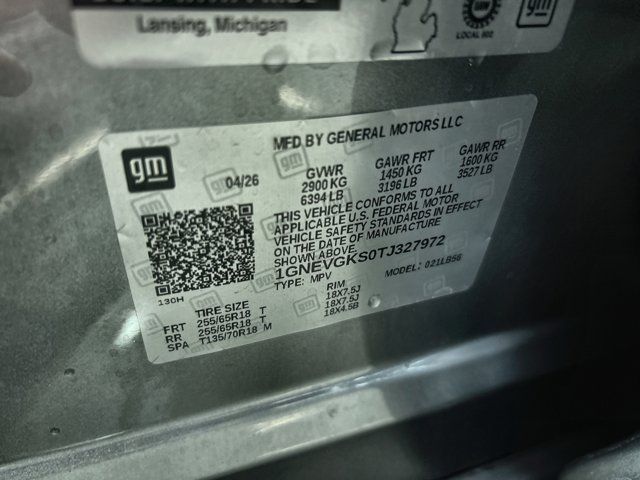 Lansing, Michigan
LOCAL 602
gm
gm
MFD BY GENERAL MOTORS LLC
04/26
GVWR
2900 KG
6394 LB
GAWR FRT
1450 KG
3196 LB
GAWR RR
1600 KG
3527 LB
THIS VEHICLE CONFORMS TO ALL
APPLICABLE U.S. FEDERAL MOTOR
VEHICLE SAFETY STANDARDS IN EFFECT
ON THE DATE OF MANUFACTURE
SHOWN ABOVE.
1GNEVGKS0TJ327972
TYPE: MPV
MODEL: 021LB56
130H
TIRE SIZE
RIM
FRT 255/65R18 T 18X7.5J
RR 255/65R18 T 18X7.5J
SPA T135/70R18 M 18X4.5B